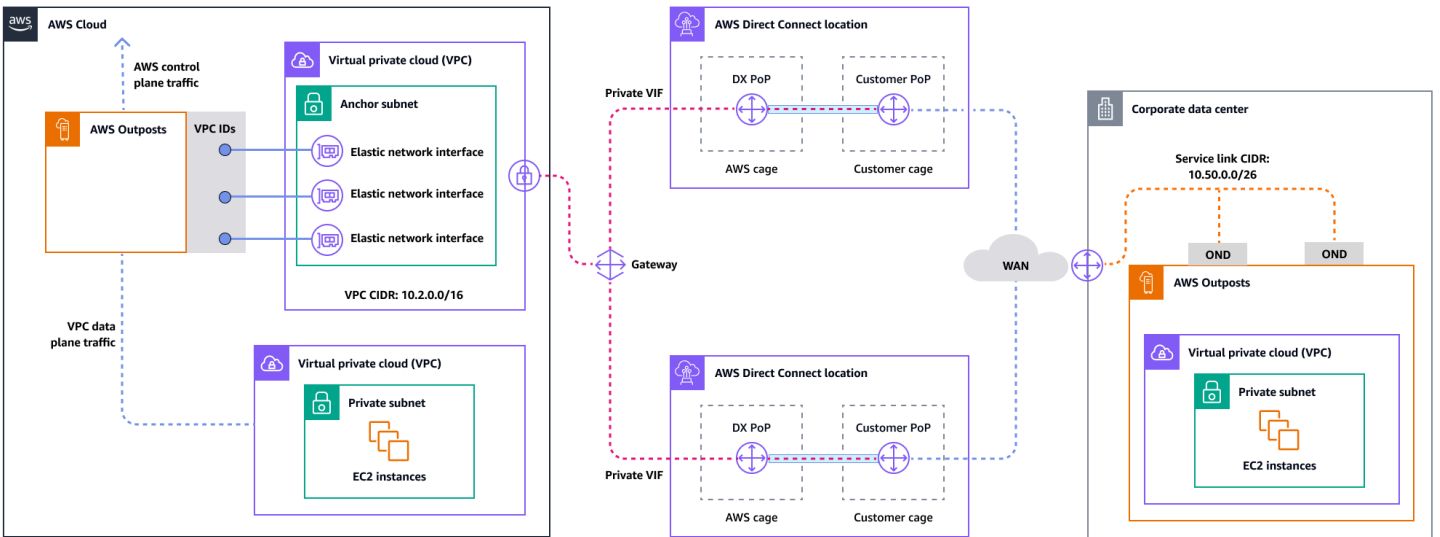 aws
AWS Cloud
AWS control
plane traffic
Virtual private cloud (VPC)
Anchor subnet
AWS Outposts
VPC IDs
Elastic network interface
Elastic network interface
Elastic network interface
VPC CIDR: 10.2.0.0/16
VPC data
plane traffic
Virtual private cloud (VPC)
Private subnet
EC2 instances
Gateway
Private VIF
AWS Direct Connect location
DX PoP
Customer PoP
AWS cage
Customer cage
Private VIF
AWS Direct Connect location
DX PoP
Customer PoP
AWS cage
Customer cage
WAN
Corporate data center
Service link CIDR:
10.50.0.0/26
OND
OND
AWS Outposts
Virtual private cloud (VPC)
Private subnet
EC2 instances